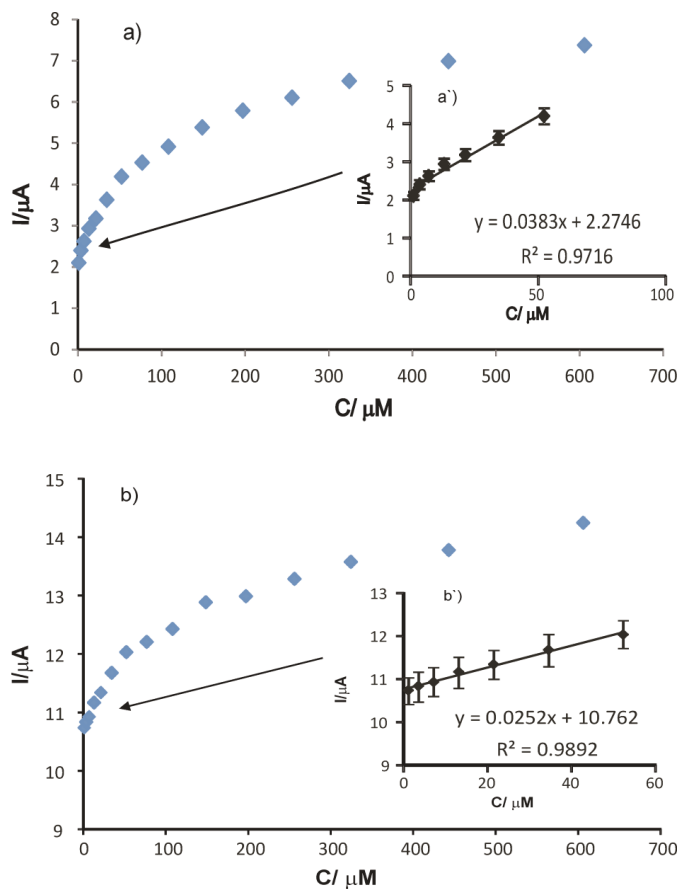 a)
8
7
6
5
4
3
2
1
0
I/µA
0 100 200 300 400 500 600 700
C/ µM
a`)
5
4
3
2
1
0
I/µA
y = 0.0383x + 2.2746
R² = 0.9716
0 50 100
C/ µM
b)
15
14
13
12
11
10
9
I/µA
0 100 200 300 400 500 600 700
C/ µM
b`)
13
12
11
10
9
I/µA
y = 0.0252x + 10.762
R² = 0.9892
0 20 40 60
C/ µM